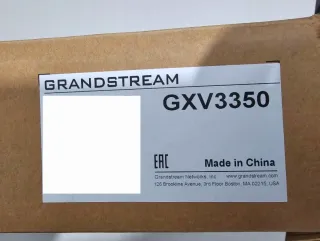 GRANDSTREAM
GXV3350
EAC
Made in China
Grandstream Networks, Inc. www.grandstream.com
126 Brookline Avenue, 3rd Floor Boston, MA 02215, USA